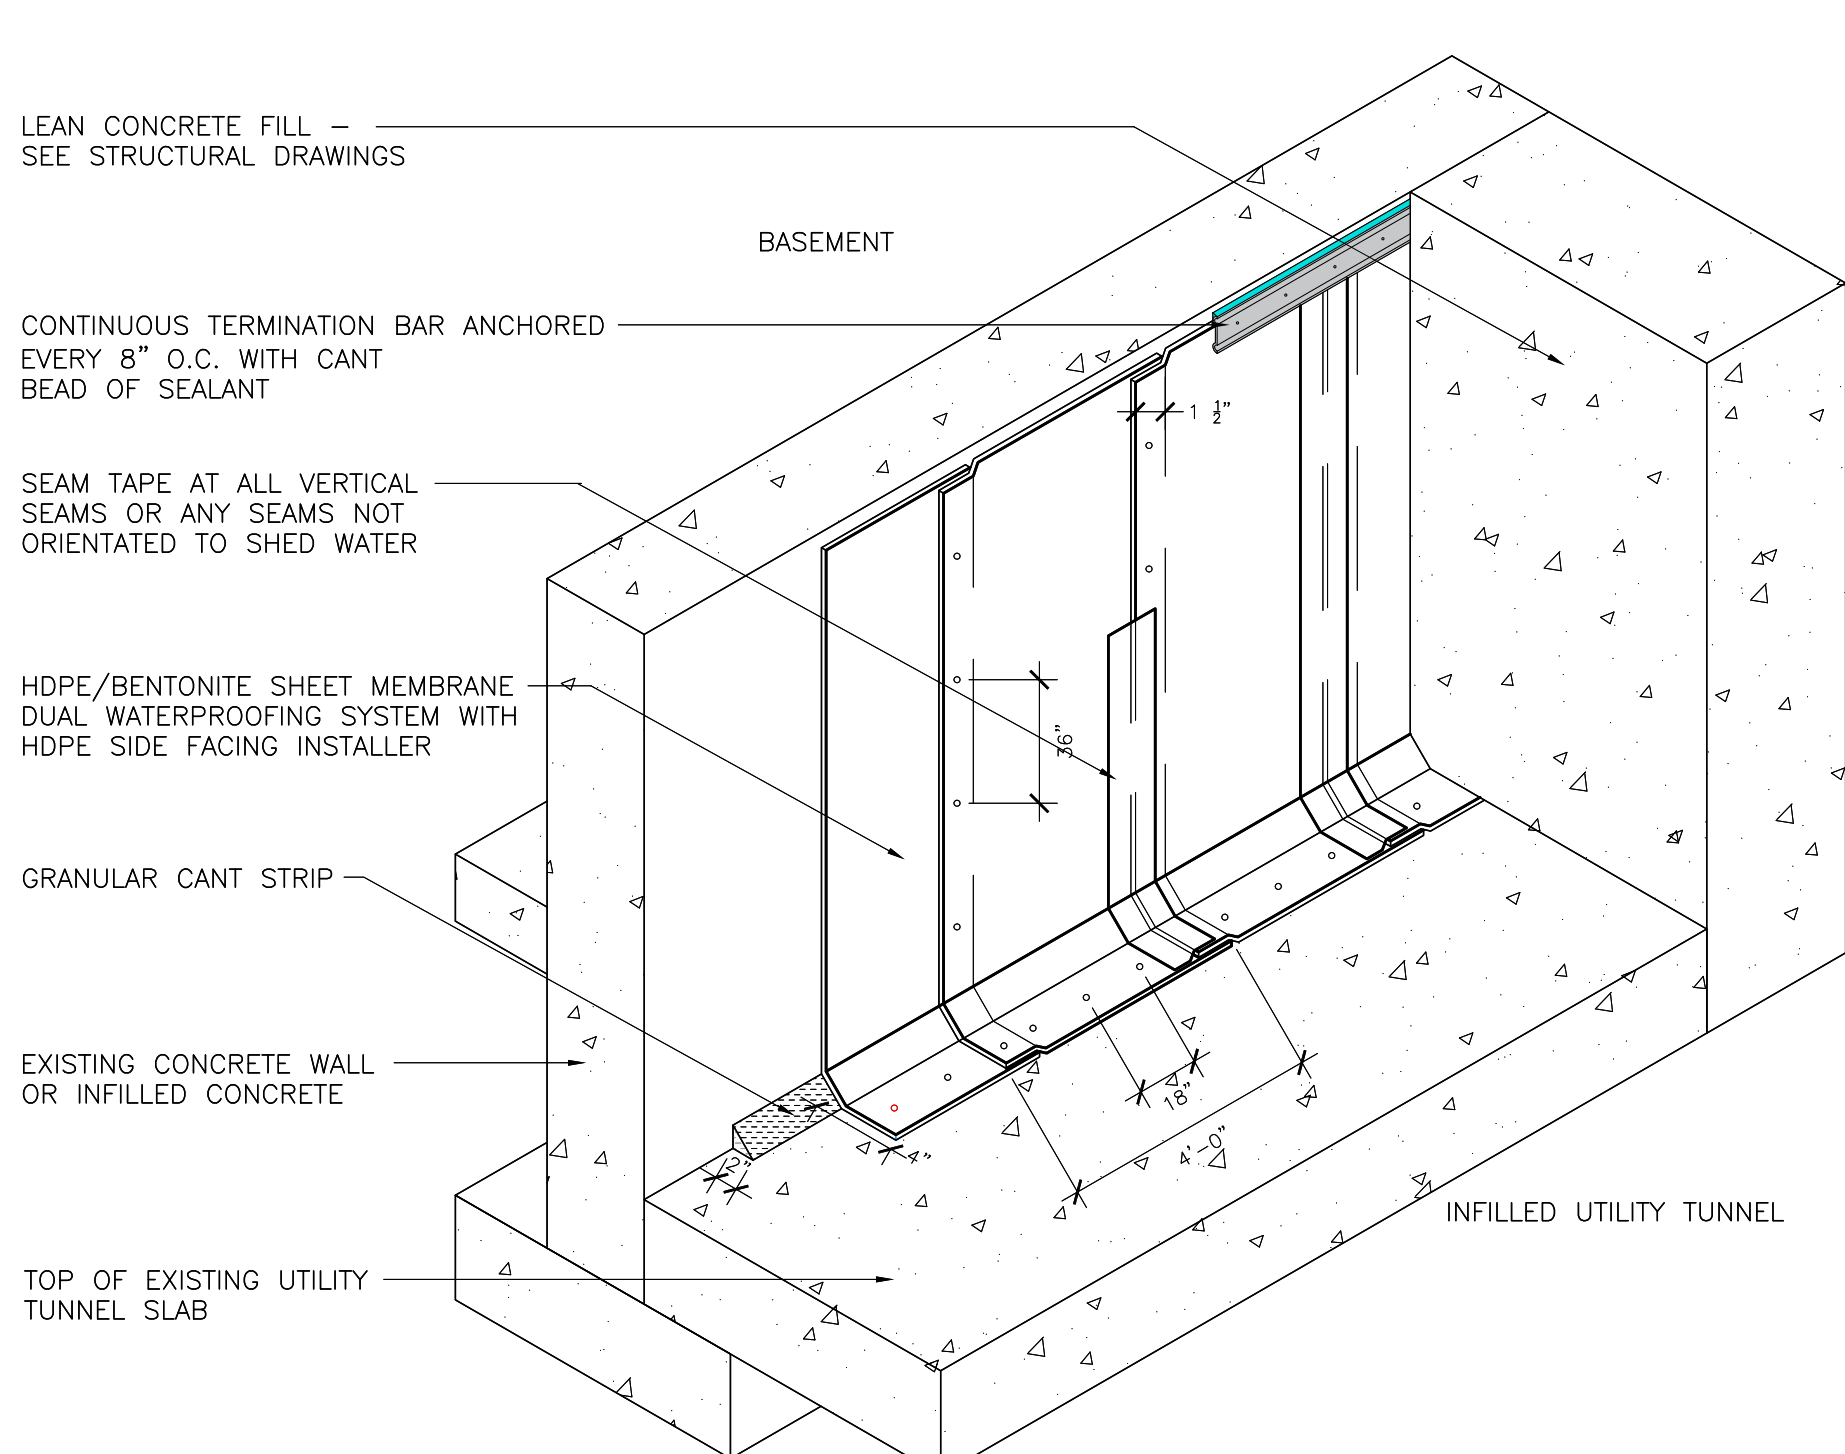 LEAN CONCRETE FILL –
SEE STRUCTURAL DRAWINGS
BASEMENT
CONTINUOUS TERMINATION BAR ANCHORED
EVERY 8" O.C. WITH CANT
BEAD OF SEALANT
1 ½"
SEAM TAPE AT ALL VERTICAL
SEAMS OR ANY SEAMS NOT
ORIENTATED TO SHED WATER
HDPE/BENTONITE SHEET MEMBRANE
DUAL WATERPROOFING SYSTEM WITH
HDPE SIDE FACING INSTALLER
36"
GRANULAR CANT STRIP
EXISTING CONCRETE WALL
OR INFILLED CONCRETE
18"
4'-0"
4"
2"
INFILLED UTILITY TUNNEL
TOP OF EXISTING UTILITY
TUNNEL SLAB